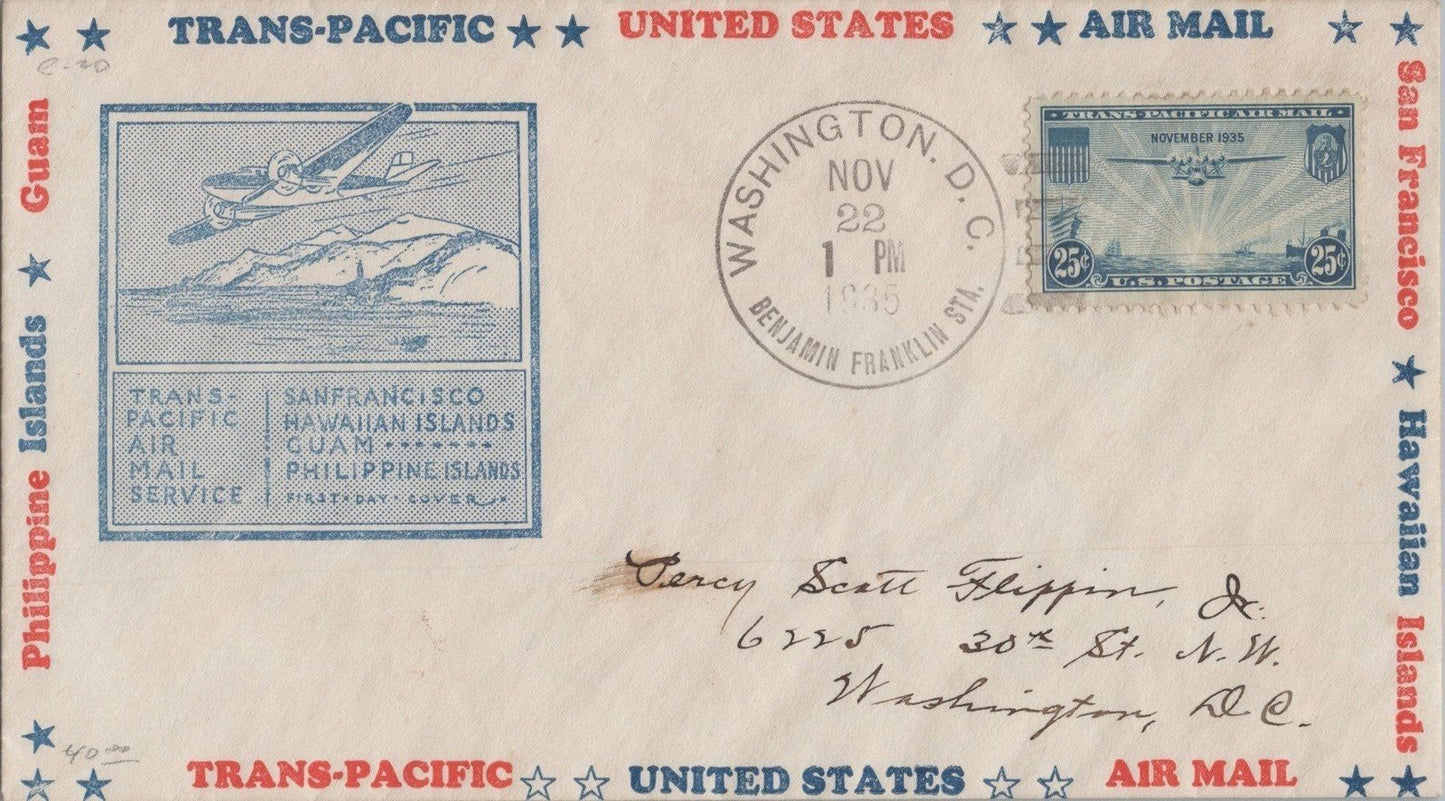 TRANS-PACIFIC ★ ★ UNITED STATES ☆ ★ AIR MAIL
C-20
Guam ★ Philippine Islands
San Francisco ★ Hawaiian Islands
TRANS-PACIFIC AIR MAIL
NOVEMBER 1935
25¢ 25¢
U.S. POSTAGE
WASHINGTON. D. C.
NOV
22
1 PM
1935
BENJAMIN FRANKLIN STA.
TRANS-
PACIFIC
AIR
MAIL
SERVICE
SANFRANCISCO
HAWAIIAN ISLANDS
GUAM
PHILIPPINE ISLANDS
FIRST·DAY·COVER
Percy Scott Flippin, Jr.
6225 30th St. N.W.
Washington, D.C.
40.00
TRANS-PACIFIC ☆ ☆ UNITED STATES ☆ ☆ AIR MAIL